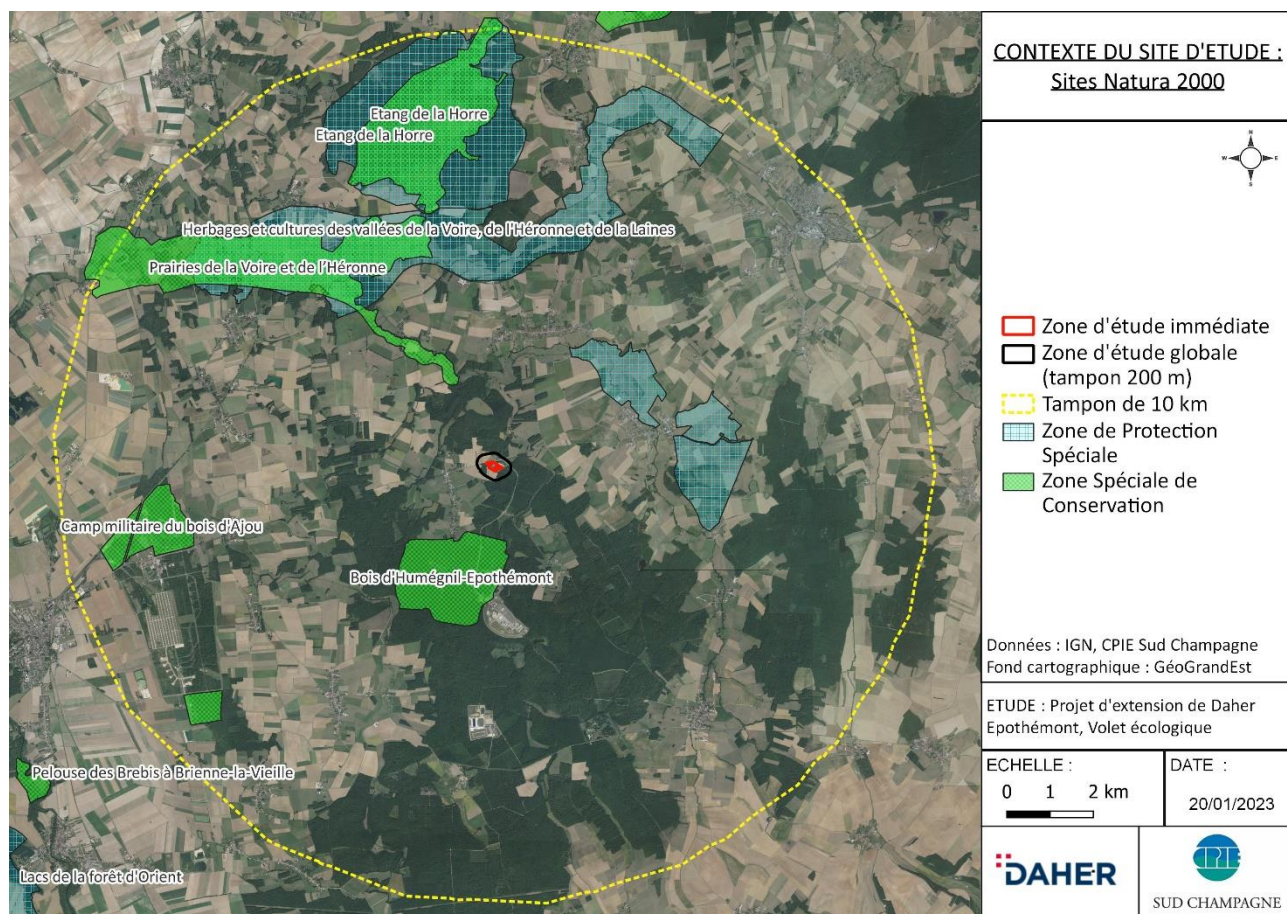 CONTEXTE DU SITE D'ETUDE :
Sites Natura 2000
N
W
E
S
Zone d'étude immédiate
Zone d'étude globale
(tampon 200 m)
Tampon de 10 km
Zone de Protection
Spéciale
Zone Spéciale de
Conservation
Données : IGN, CPIE Sud Champagne
Fond cartographique : GéoGrandEst
ETUDE : Projet d'extension de Daher
Epothémont, Volet écologique
ECHELLE :
0 1 2 km
DATE :
20/01/2023
DAHER
CPIE
SUD CHAMPAGNE
Etang de la Horre
Etang de la Horre
Herbages et cultures des vallées de la Voire, de l'Héronne et de la Laines
Prairies de la Voire et de l'Héronne
Camp militaire du bois d'Ajou
Bois d'Humégnil-Epothémont
Pelouse des Brebis à Brienne-la-Vieille
Lacs de la forêt d'Orient